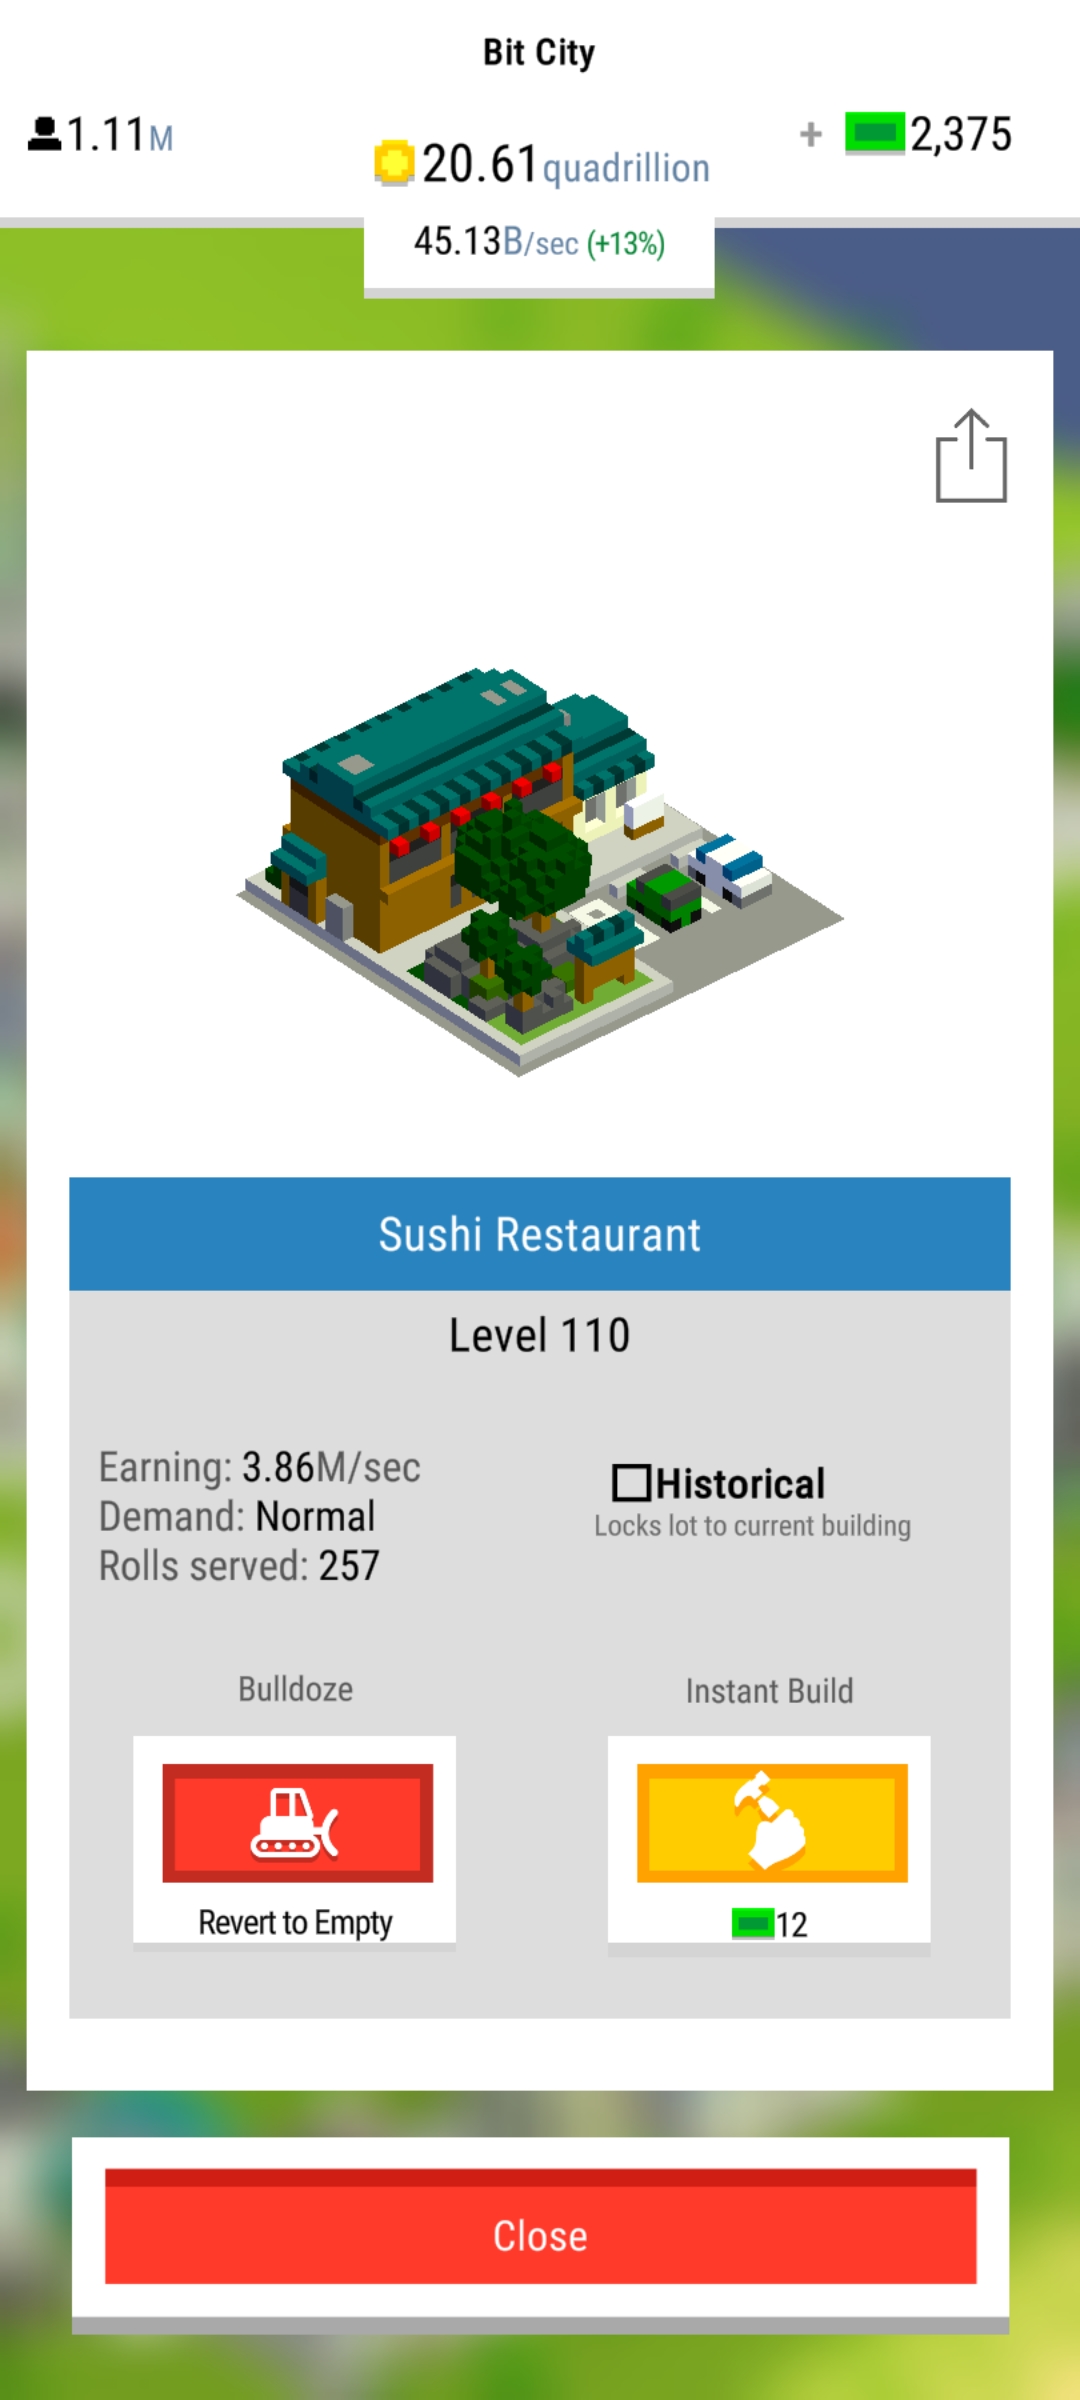 Bit City
1.11M
20.61quadrillion
+ 2,375
45.13B/sec (+13%)
Sushi Restaurant
Level 110
Earning: 3.86M/sec
Demand: Normal
Rolls served: 257
Historical
Locks lot to current building
Bulldoze
Instant Build
Revert to Empty
12
Close